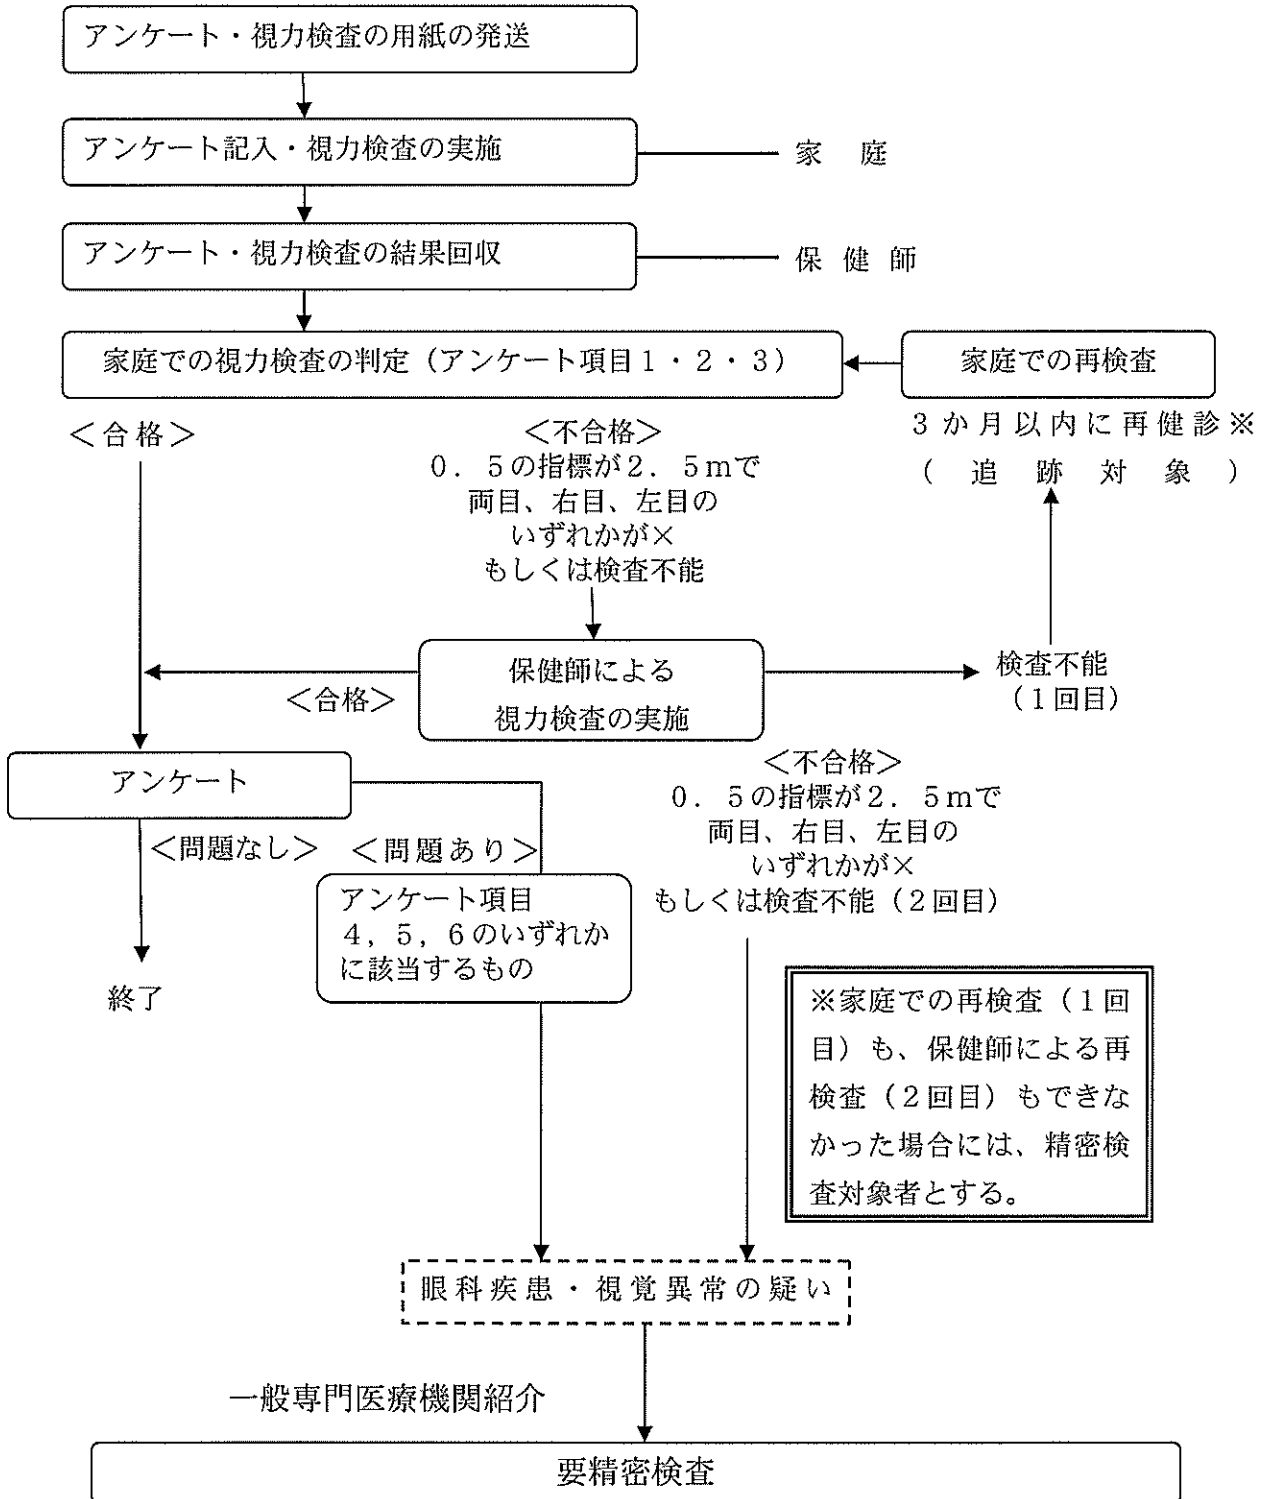 アンケート・視力検査の用紙の発送
アンケート記入・視力検査の実施
家 庭
アンケート・視力検査の結果回収
保 健 師
家庭での視力検査の判定（アンケート項目１・２・３）
家庭での再検査
＜合格＞
＜不合格＞
０．５の指標が２．５ｍで
両目、右目、左目の
いずれかが×
もしくは検査不能
３か月以内に再健診※
（ 追 跡 対 象 ）
保健師による
視力検査の実施
＜合格＞
検査不能
（１回目）
アンケート
＜不合格＞
０．５の指標が２．５ｍで
両目、右目、左目の
いずれかが×
もしくは検査不能（２回目）
＜問題なし＞
＜問題あり＞
アンケート項目
４，５，６のいずれか
に該当するもの
終了
※家庭での再検査（１回
目）も、保健師による再
検査（２回目）もできな
かった場合には、精密検
査対象者とする。
眼科疾患・視覚異常の疑い
一般専門医療機関紹介
要精密検査